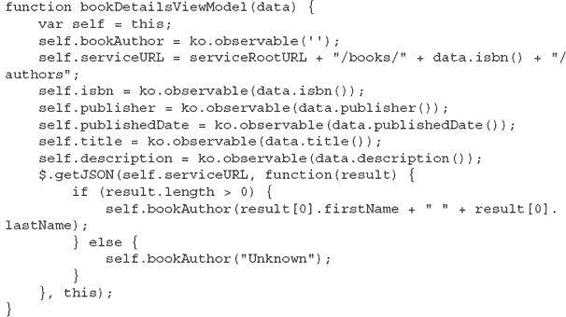 function bookDetailsViewModel(data) {
    var self = this;
    self.bookAuthor = ko.observable('');
    self.serviceURL = serviceRootURL + "/books/" + data.isbn() + "/
authors";
    self.isbn = ko.observable(data.isbn());
    self.publisher = ko.observable(data.publisher());
    self.publishedDate = ko.observable(data.publishedDate());
    self.title = ko.observable(data.title());
    self.description = ko.observable(data.description());
    $.getJSON(self.serviceURL, function(result) {
        if (result.length > 0) {
            self.bookAuthor(result[0].firstName + " " + result[0].
lastName);
        } else {
            self.bookAuthor("Unknown");
        }
    }, this);
}